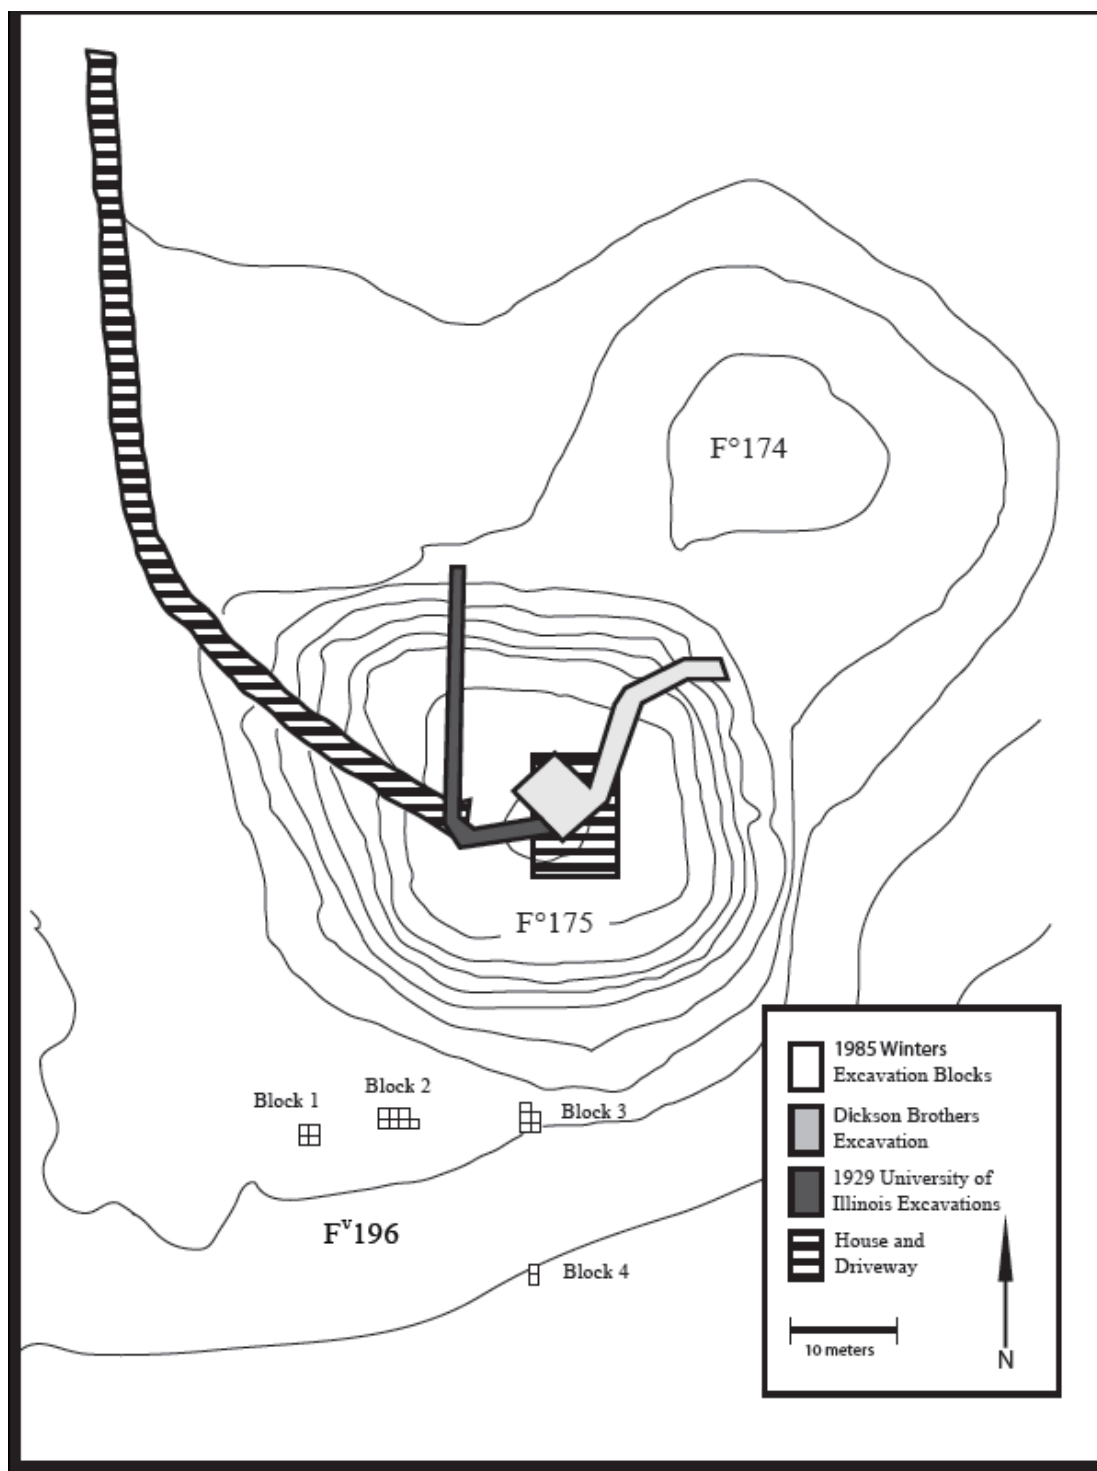 F°174
F°175
Block 1
Block 2
Block 3
Fᵛ196
Block 4
1985 Winters
Excavation Blocks
Dickson Brothers
Excavation
1929 University of
Illinois Excavations
House and
Driveway
10 meters
N